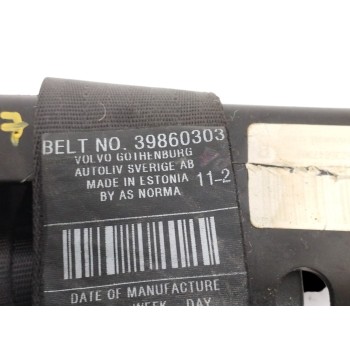 BELT NO. 39860303
VOLVO GOTHENBURG
AUTOLIV SVERIGE AB
MADE IN ESTONIA 11-2
BY AS NORMA
DATE OF MANUFACTURE
WEEK DAY